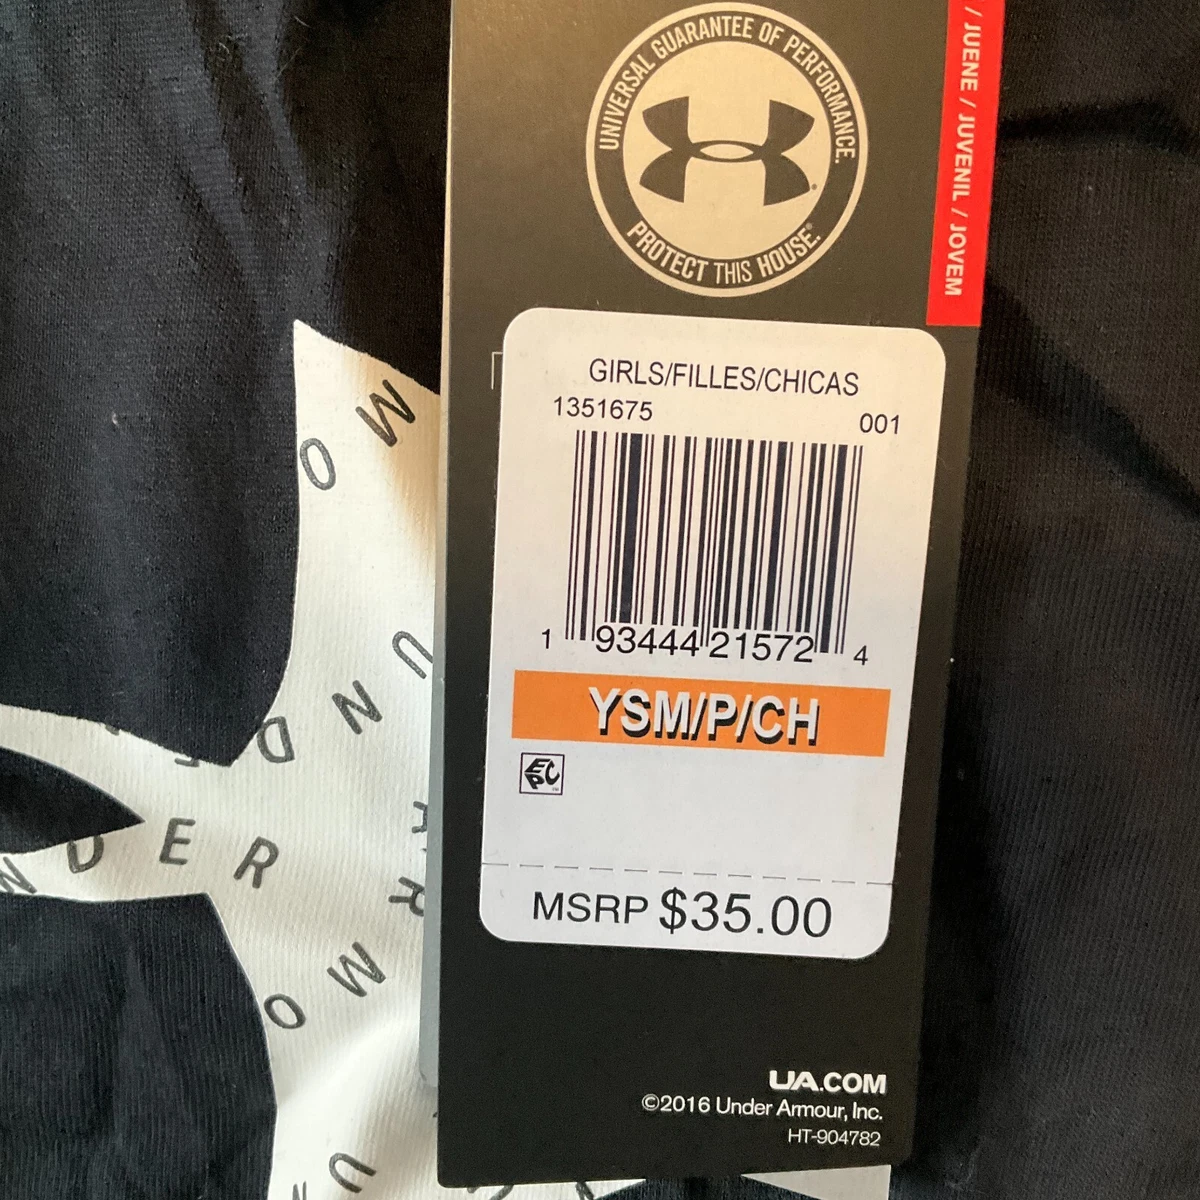 UNIVERSAL GUARANTEE OF PERFORMANCE.
PROTECT THIS HOUSE.®
/ JUENE / JUVENIL / JOVEM
GIRLS/FILLES/CHICAS
1351675 001
1 93444 21572 4
YSM/P/CH
EPC
MSRP $35.00
UA.COM
©2016 Under Armour, Inc.
HT-904782
M
O
U
N
D
E R
N D E R
A
R
M
O
U